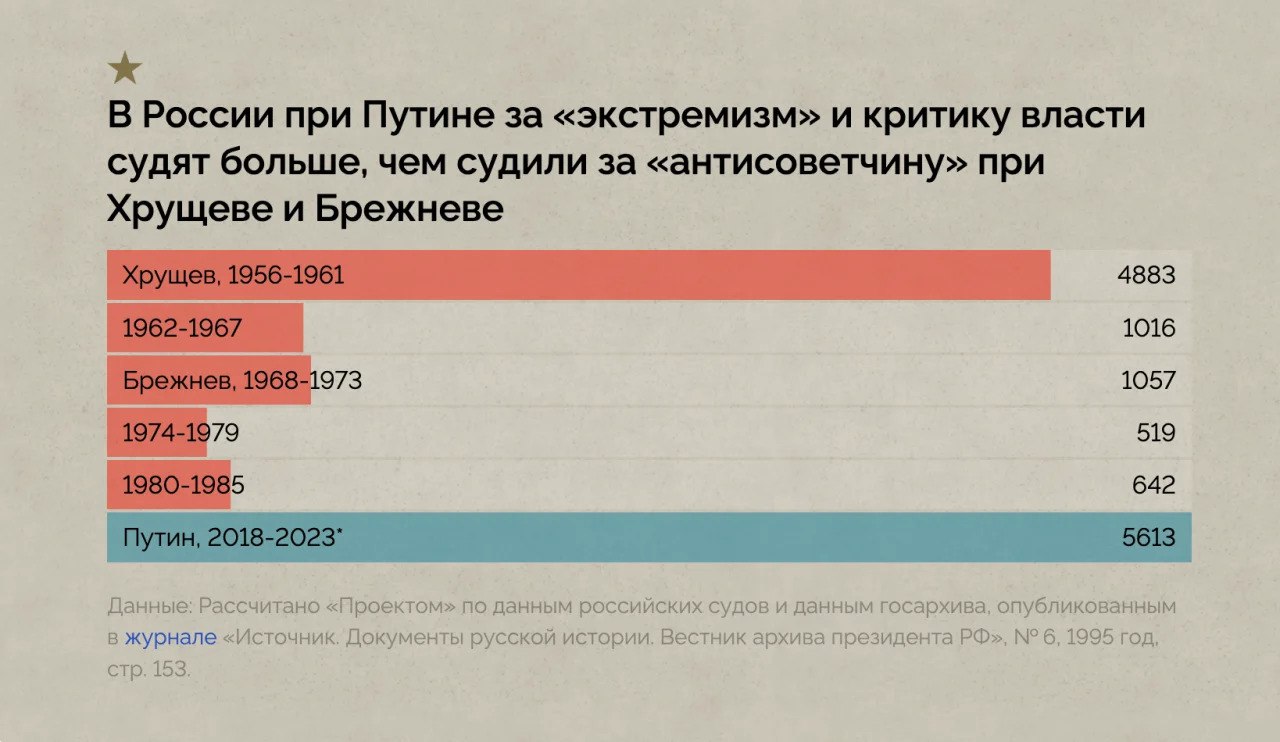 В России при Путине за «экстремизм» и критику власти
судят больше, чем судили за «антисоветчину» при
Хрущеве и Брежневе
Хрущев, 1956-1961 4883
1962-1967 1016
Брежнев, 1968-1973 1057
1974-1979 519
1980-1985 642
Путин, 2018-2023* 5613
Данные: Рассчитано «Проектом» по данным российских судов и данным госархива, опубликованным
в журнале «Источник. Документы русской истории. Вестник архива президента РФ», № 6, 1995 год,
стр. 153.